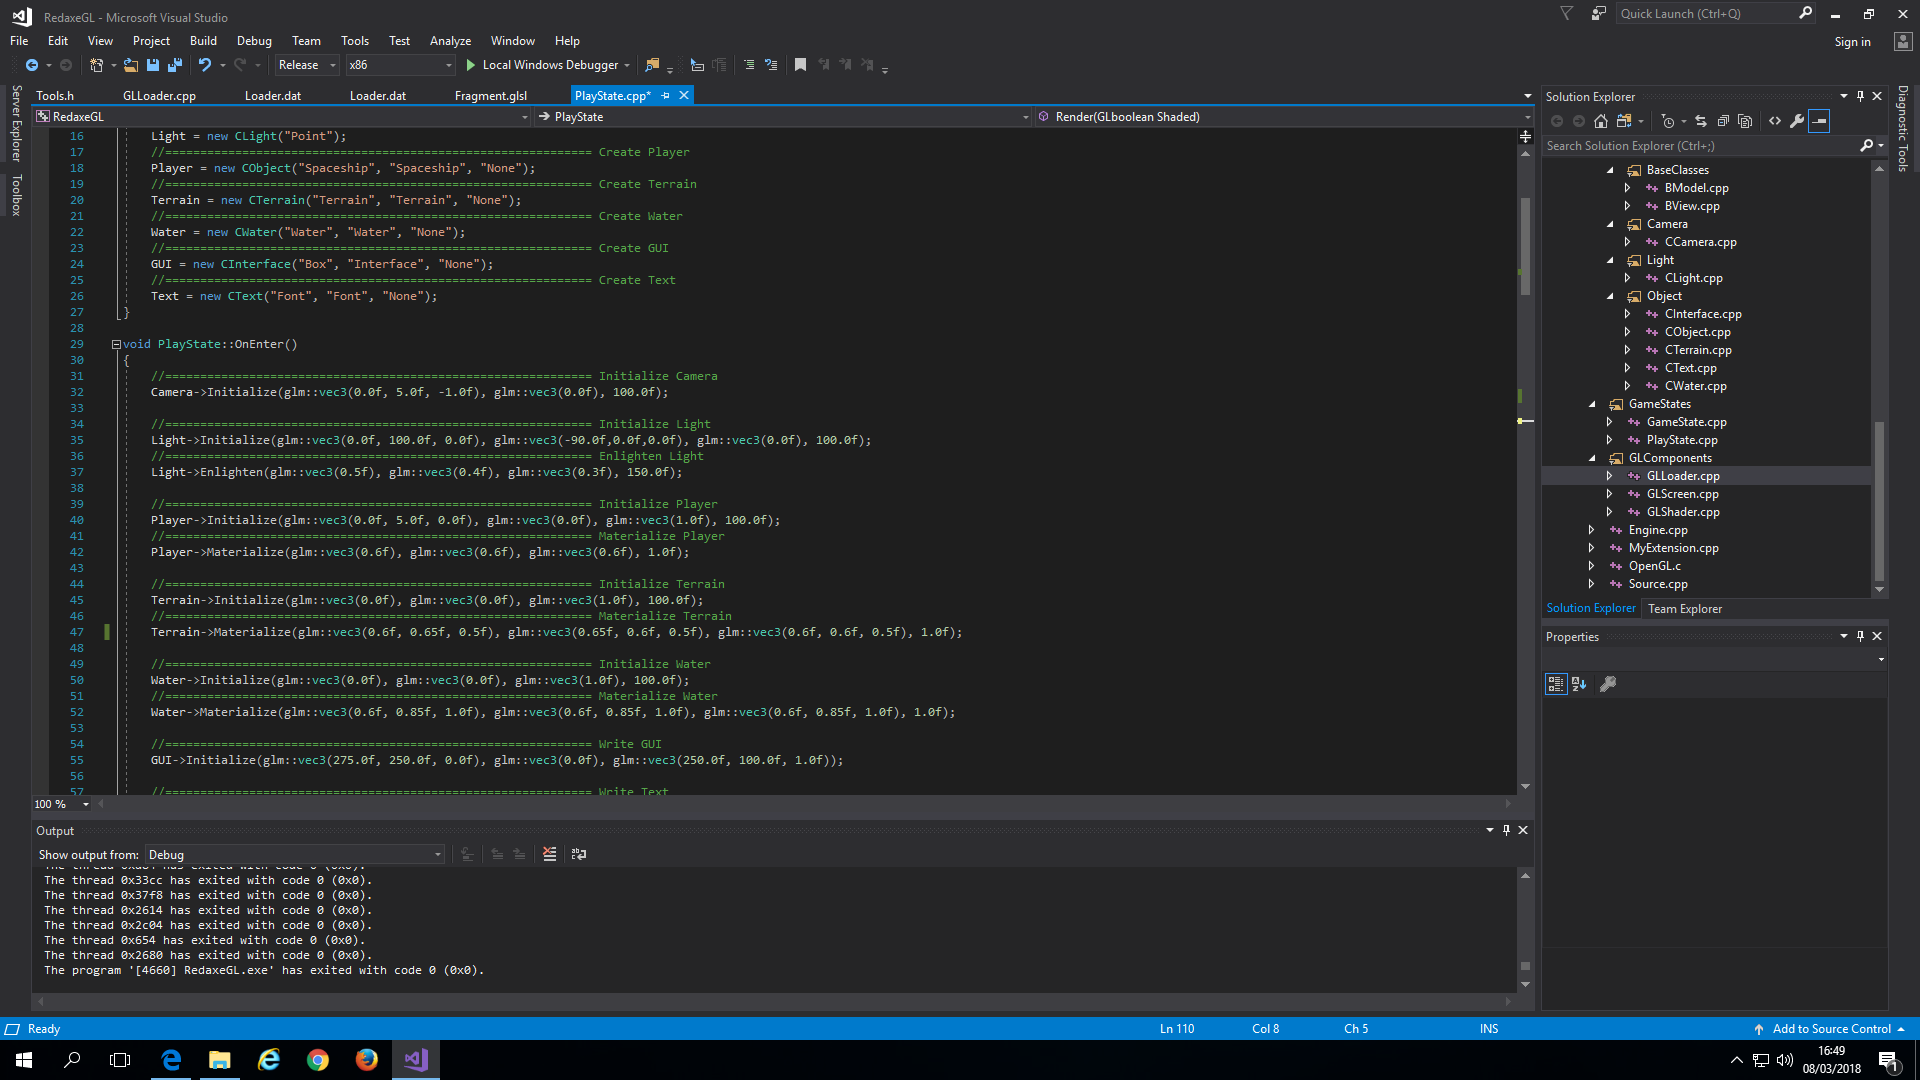 RedaxeGL - Microsoft Visual Studio
Quick Launch (Ctrl+Q)
File Edit View Project Build Debug Team Tools Test Analyze Window Help
Sign in
Release x86 Local Windows Debugger
Server Explorer
Toolbox
Tools.h GLLoader.cpp Loader.dat Loader.dat Fragment.glsl PlayState.cpp*
RedaxeGL PlayState Render(GLboolean Shaded)
16 Light = new CLight("Point");
17 //============================================================= Create Player
18 Player = new CObject("Spaceship", "Spaceship", "None");
19 //============================================================= Create Terrain
20 Terrain = new CTerrain("Terrain", "Terrain", "None");
21 //============================================================= Create Water
22 Water = new CWater("Water", "Water", "None");
23 //============================================================= Create GUI
24 GUI = new CInterface("Box", "Interface", "None");
25 //============================================================= Create Text
26 Text = new CText("Font", "Font", "None");
27 }
28
29 void PlayState::OnEnter()
30 {
31 //============================================================= Initialize Camera
32 Camera->Initialize(glm::vec3(0.0f, 5.0f, -1.0f), glm::vec3(0.0f), 100.0f);
33
34 //============================================================= Initialize Light
35 Light->Initialize(glm::vec3(0.0f, 100.0f, 0.0f), glm::vec3(-90.0f,0.0f,0.0f), glm::vec3(0.0f), 100.0f);
36 //============================================================= Enlighten Light
37 Light->Enlighten(glm::vec3(0.5f), glm::vec3(0.4f), glm::vec3(0.3f), 150.0f);
38
39 //============================================================= Initialize Player
40 Player->Initialize(glm::vec3(0.0f, 5.0f, 0.0f), glm::vec3(0.0f), glm::vec3(1.0f), 100.0f);
41 //============================================================= Materialize Player
42 Player->Materialize(glm::vec3(0.6f), glm::vec3(0.6f), glm::vec3(0.6f), 1.0f);
43
44 //============================================================= Initialize Terrain
45 Terrain->Initialize(glm::vec3(0.0f), glm::vec3(0.0f), glm::vec3(1.0f), 100.0f);
46 //============================================================= Materialize Terrain
47 Terrain->Materialize(glm::vec3(0.6f, 0.65f, 0.5f), glm::vec3(0.65f, 0.6f, 0.5f), glm::vec3(0.6f, 0.6f, 0.5f), 1.0f);
48
49 //============================================================= Initialize Water
50 Water->Initialize(glm::vec3(0.0f), glm::vec3(0.0f), glm::vec3(1.0f), 100.0f);
51 //============================================================= Materialize Water
52 Water->Materialize(glm::vec3(0.6f, 0.85f, 1.0f), glm::vec3(0.6f, 0.85f, 1.0f), glm::vec3(0.6f, 0.85f, 1.0f), 1.0f);
53
54 //============================================================= Write GUI
55 GUI->Initialize(glm::vec3(275.0f, 250.0f, 0.0f), glm::vec3(0.0f), glm::vec3(250.0f, 100.0f, 1.0f));
56
57 //============================================================= Write Text
100 %
Output
Show output from: Debug
has exited with code 0 (0x0).
The thread 0x33cc has exited with code 0 (0x0).
The thread 0x37f8 has exited with code 0 (0x0).
The thread 0x2614 has exited with code 0 (0x0).
The thread 0x2c04 has exited with code 0 (0x0).
The thread 0x654 has exited with code 0 (0x0).
The thread 0x2680 has exited with code 0 (0x0).
The program '[4660] RedaxeGL.exe' has exited with code 0 (0x0).
Solution Explorer
Search Solution Explorer (Ctrl+;)
BaseClasses
BModel.cpp
BView.cpp
Camera
CCamera.cpp
Light
CLight.cpp
Object
CInterface.cpp
CObject.cpp
CTerrain.cpp
CText.cpp
CWater.cpp
GameStates
GameState.cpp
PlayState.cpp
GLComponents
GLLoader.cpp
GLScreen.cpp
GLShader.cpp
Engine.cpp
MyExtension.cpp
OpenGL.c
Source.cpp
Solution Explorer Team Explorer
Properties
Diagnostic Tools
Ready Ln 110 Col 8 Ch 5 INS Add to Source Control
16:49
08/03/2018
1